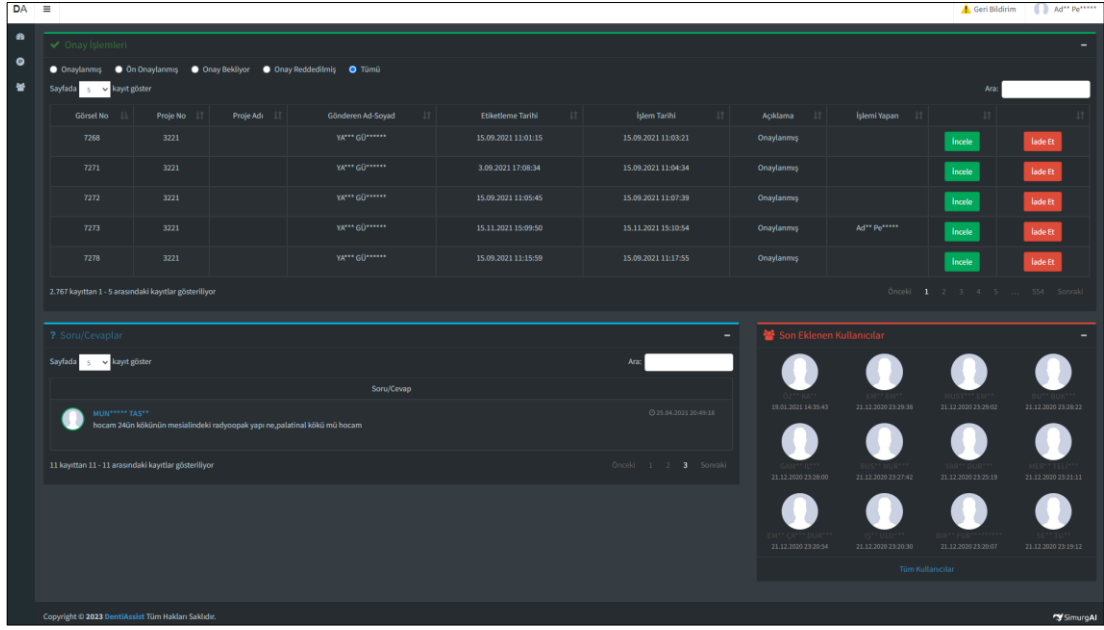 DA Geri Bildirim Ad** Pe*****
Onay İşlemleri
Onaylanmış Ön Onaylanmış Onay Bekliyor Onay Reddedilmiş Tümü
Sayfada 5 kayıt göster Ara:
Görsel No Proje No Proje Adı Gönderen Ad-Soyad Etiketleme Tarihi İşlem Tarihi Açıklama İşlemi Yapan
7268 3221 YA*** GÜ****** 15.09.2021 11:01:15 15.09.2021 11:03:21 Onaylanmış İncele İade Et
7271 3221 YA*** GÜ****** 3.09.2021 17:08:34 15.09.2021 11:04:34 Onaylanmış İncele İade Et
7272 3221 YA*** GÜ****** 15.09.2021 11:05:45 15.09.2021 11:07:39 Onaylanmış İncele İade Et
7273 3221 YA*** GÜ****** 15.11.2021 15:09:50 15.11.2021 15:10:54 Onaylanmış Ad** Pe***** İncele İade Et
7278 3221 YA*** GÜ****** 15.09.2021 11:15:59 15.09.2021 11:17:55 Onaylanmış İncele İade Et
2.767 kayıttan 1 - 5 arasındaki kayıtlar gösteriliyor Önceki 1 2 3 4 5 ... 554 Sonraki
? Soru/Cevaplar
Sayfada 5 kayıt göster Ara:
Soru/Cevap
MUN***** TAS** 25.04.2021 20:49:18
hocam 24ün kökünün mesialindeki radyoopak yapı ne,palatinal kökü mü hocam
11 kayıttan 11 - 11 arasındaki kayıtlar gösteriliyor Önceki 1 2 3 Sonraki
Son Eklenen Kullanıcılar
19.01.2021 14:35:43 21.12.2020 23:29:38 21.12.2020 23:29:02 21.12.2020 23:28:22
21.12.2020 23:28:00 21.12.2020 23:27:42 21.12.2020 23:25:19 21.12.2020 23:21:11
21.12.2020 23:20:54 21.12.2020 23:20:30 21.12.2020 23:20:07 21.12.2020 23:19:12
Tüm Kullanıcılar
Copyright © 2023 DentiAssist Tüm Hakları Saklıdır. SimurgAI